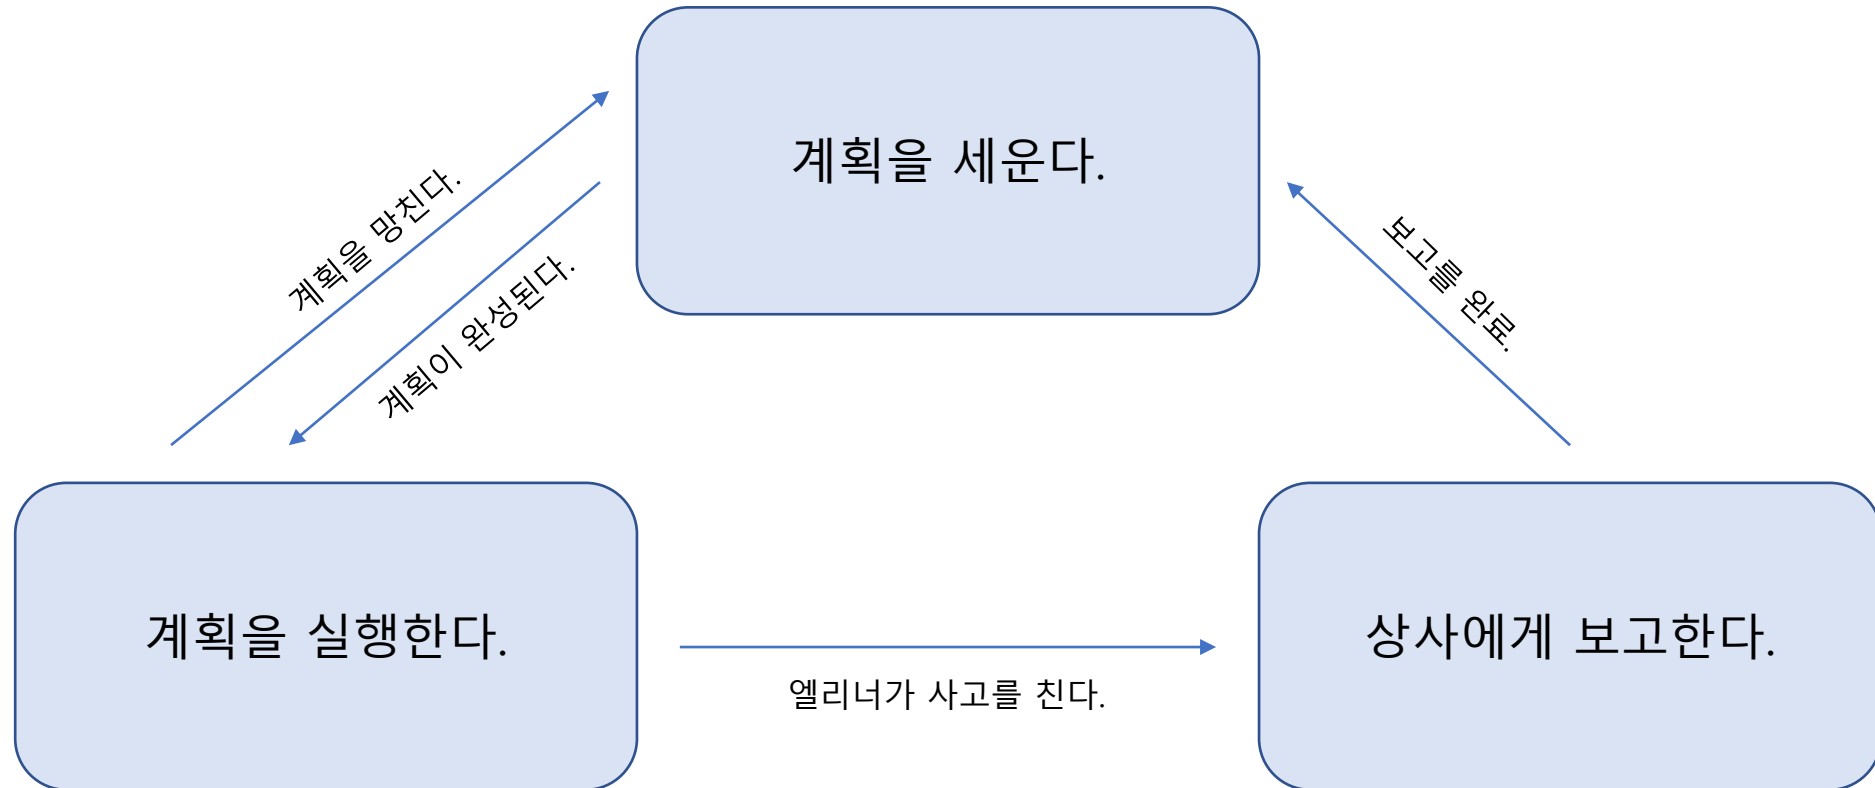 계획을 세운다.
계획을 망친다.
계획이 완성된다.
보고를 완료.
계획을 실행한다.
엘리너가 사고를 친다.
상사에게 보고한다.